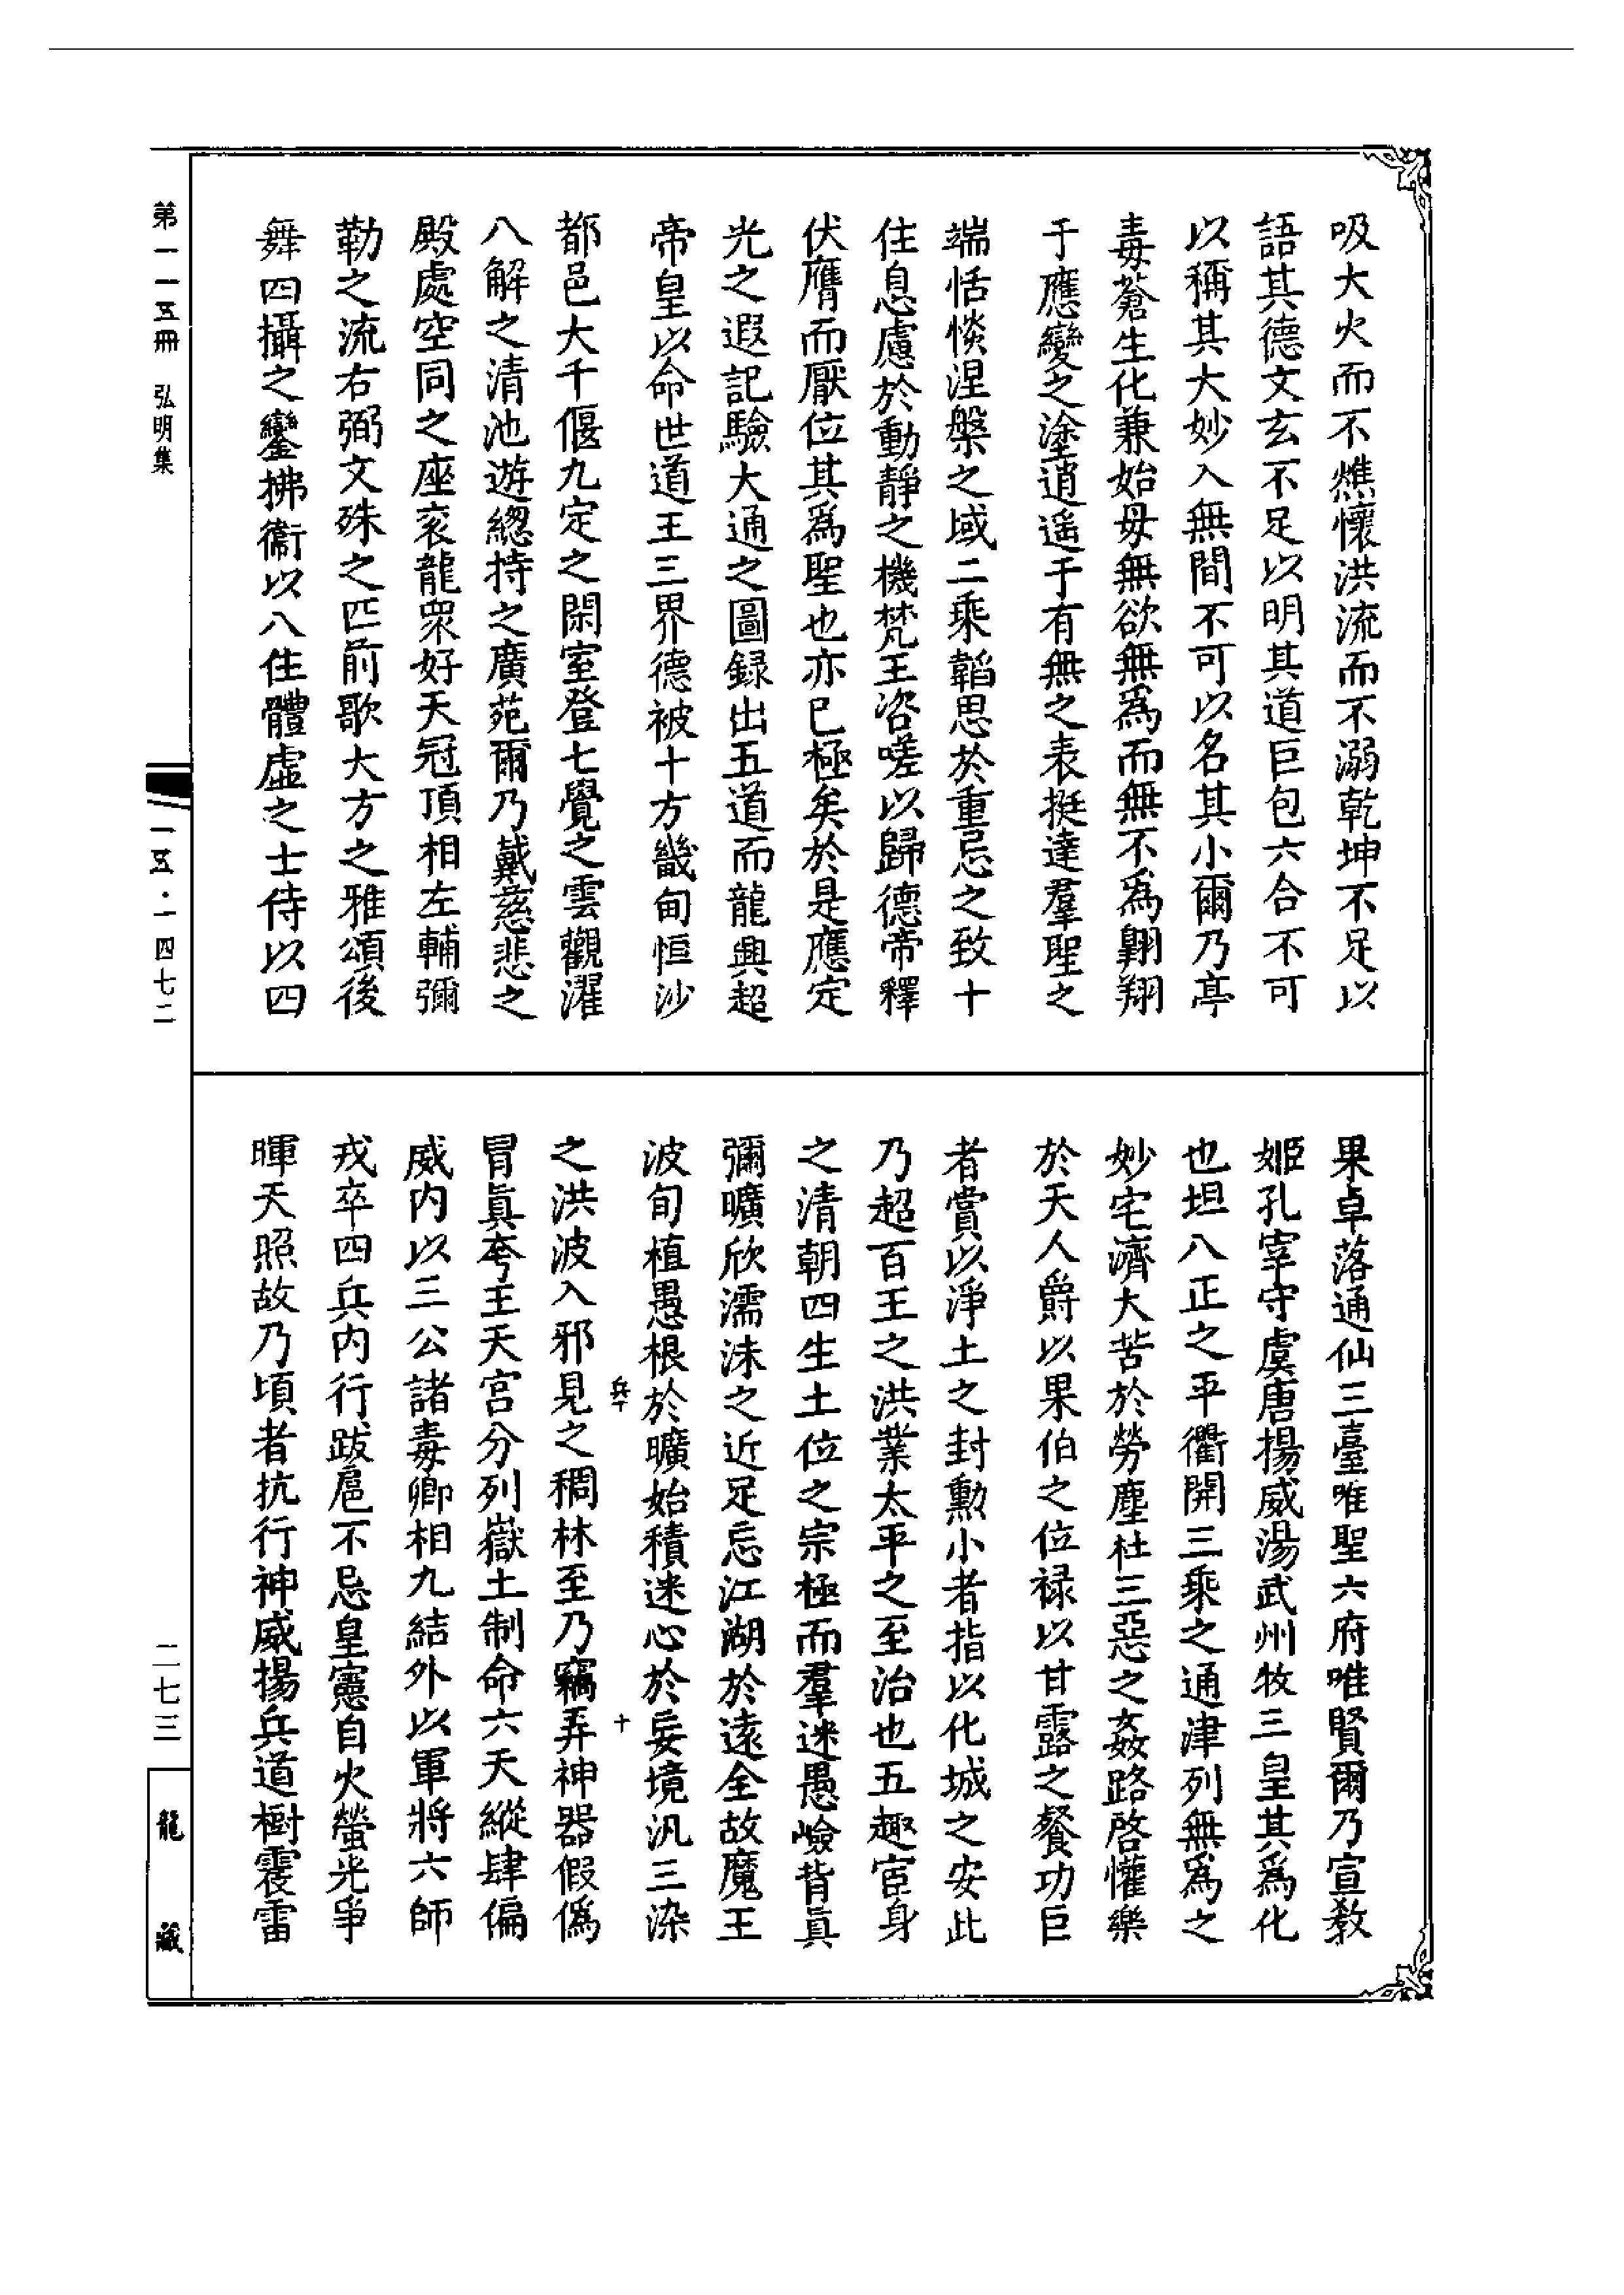 吸大火而不燋懷洪流而不溺乾坤不足以
語其德文玄不足以明其道巨包六合不可
以稱其大妙入無間不可以名其小爾乃亭
毒蒼生化兼始母無欲無爲而無不爲翺翔
于應變之塗逍遥于有無之表挺達羣聖之
端恬惔涅槃之域二乘韜思於重忌之致十
住息慮於動靜之機梵王咨嗟以歸德帝釋
伏膺而厭位其爲聖也亦已極矣於是應定
光之遐記驗大通之圖録出五道而龍興超
帝皇以命世道王三界德被十方畿甸恒沙
都邑大千偃九定之閑室登七覺之雲觀濯
八解之清池遊緫持之廣苑爾乃戴慈悲之
殿處空同之座衮龍衆好天冠頂相左輔彌
勒之流右弼文殊之匹前歌大方之雅頌後
舞四攝之鑾拂衞以八住體虛之士侍以四
果卓落通仙三臺唯聖六府唯賢爾乃宣教
姬孔宰守虞唐揚威湯武州牧三皇其爲化
也坦八正之平衢開三乘之通津列無爲之
妙宅濟大苦於勞塵杜三惡之姦路啓懽樂
於天人爵以果伯之位禄以甘露之餐功巨
者賞以淨土之封勳小者指以化城之安此
乃超百王之洪業太平之至治也五趣宦身
之清朝四生土位之宗極而羣迷愚嶮背眞
彌曠欣濡沫之近足忘江湖於遠全故魔王
波旬植愚根於曠始積迷心於妄境汎三染
兵十
十
之洪波入邪見之稠林至乃竊弄神器假僞
冒眞夸王天宮分列嶽土制命六天縱肆偏
威内以三公諸毒卿相九結外以軍將六師
戎卒四兵内行跋扈不忌皇憲自火螢光爭
暉天照故乃頃者抗行神威揚兵道樹震雷
第一一五冊 弘明集
一五·一四七二
二七三
龍藏